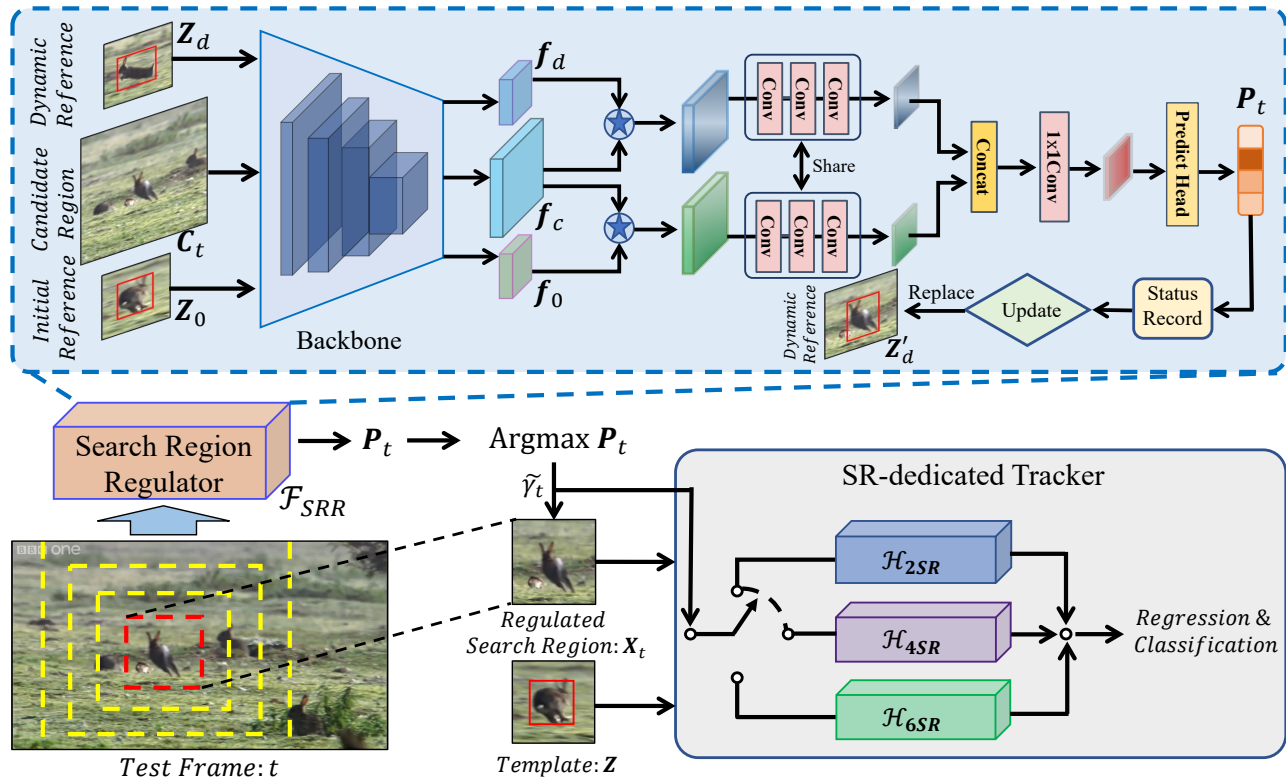 Dynamic
Reference
Z_d
Candidate
Region
C_t
Initial
Reference
Z_0
Backbone
f_d
f_c
f_0
Conv
Conv
Conv
Share
Conv
Conv
Conv
Concat
1x1Conv
Predict Head
P_t
Status
Record
Update
Replace
Dynamic
Reference
Z'_d
Search Region
Regulator
F_SRR
P_t
Argmax P_t
γ̃_t
BBC one
Test Frame: t
Regulated
Search Region: X_t
Template: Z
SR-dedicated Tracker
H_2SR
H_4SR
H_6SR
Regression &
Classification